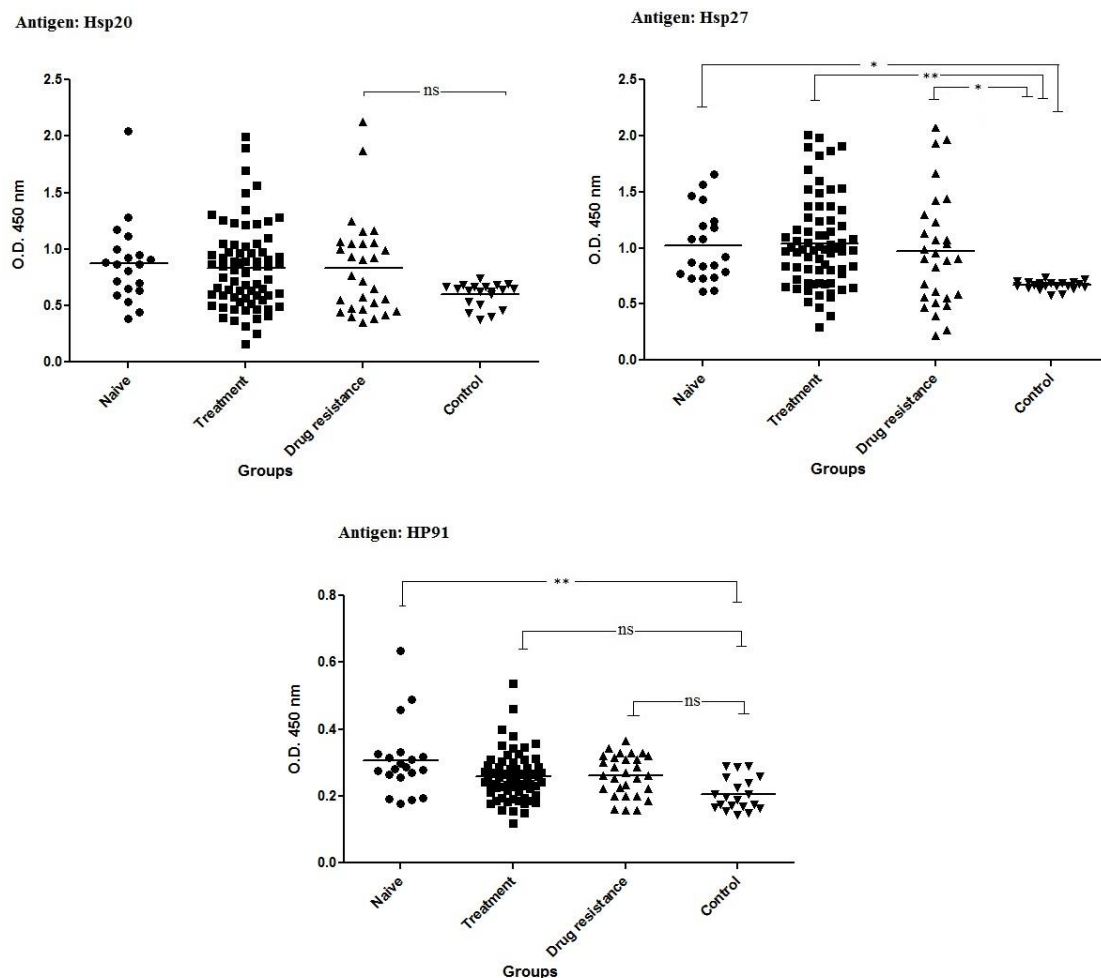 Antigen: Hsp20
2.5
2.0
1.5
1.0
0.5
0.0
O.D. 450 nm
ns
Naive
Treatment
Drug resistance
Control
Groups
Antigen: Hsp27
2.5
2.0
1.5
1.0
0.5
0.0
O.D. 450 nm
*
**
*
Naive
Treatment
Drug resistance
Control
Groups
Antigen: HP91
0.8
0.6
0.4
0.2
0.0
O.D. 450 nm
**
ns
ns
Naive
Treatment
Drug resistance
Control
Groups